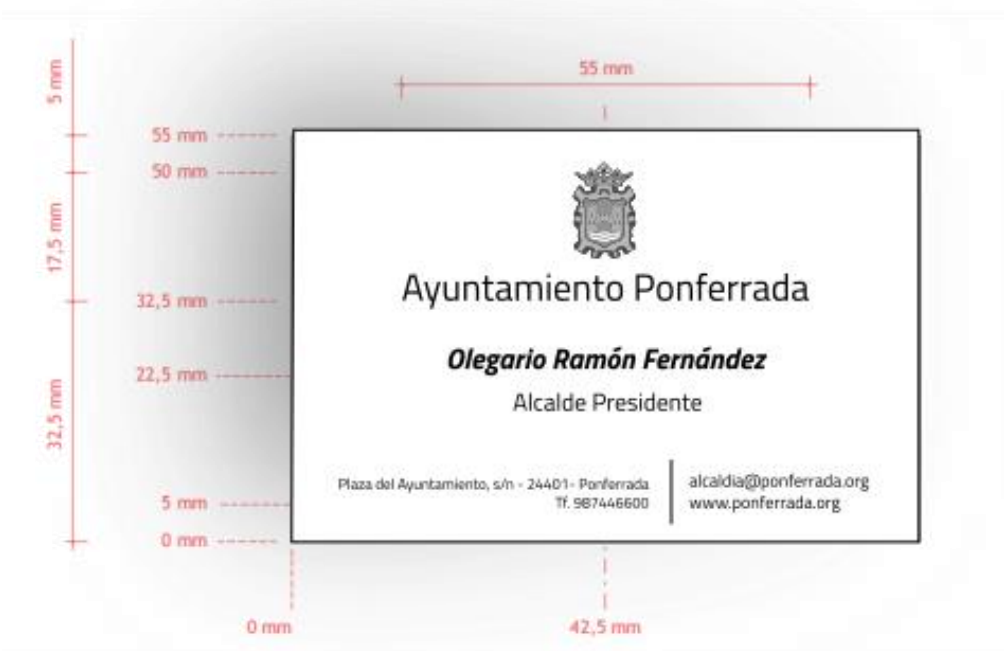 55 mm
5 mm
55 mm
50 mm
17,5 mm
32,5 mm
22,5 mm
32,5 mm
5 mm
0 mm
Ayuntamiento Ponferrada
Olegario Ramón Fernández
Alcalde Presidente
Plaza del Ayuntamiento, s/n - 24401- Ponferrada
Tf. 987446600
alcaldia@ponferrada.org
www.ponferrada.org
0 mm
42,5 mm